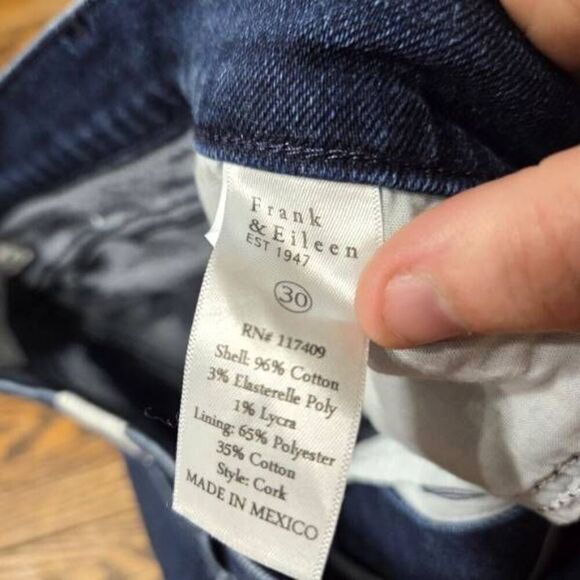 Frank
& Eileen
EST 1947
30
RN# 117409
Shell: 96% Cotton
3% Elasterelle Poly
1% Lycra
Lining: 65% Polyester
35% Cotton
Style: Cork
MADE IN MEXICO